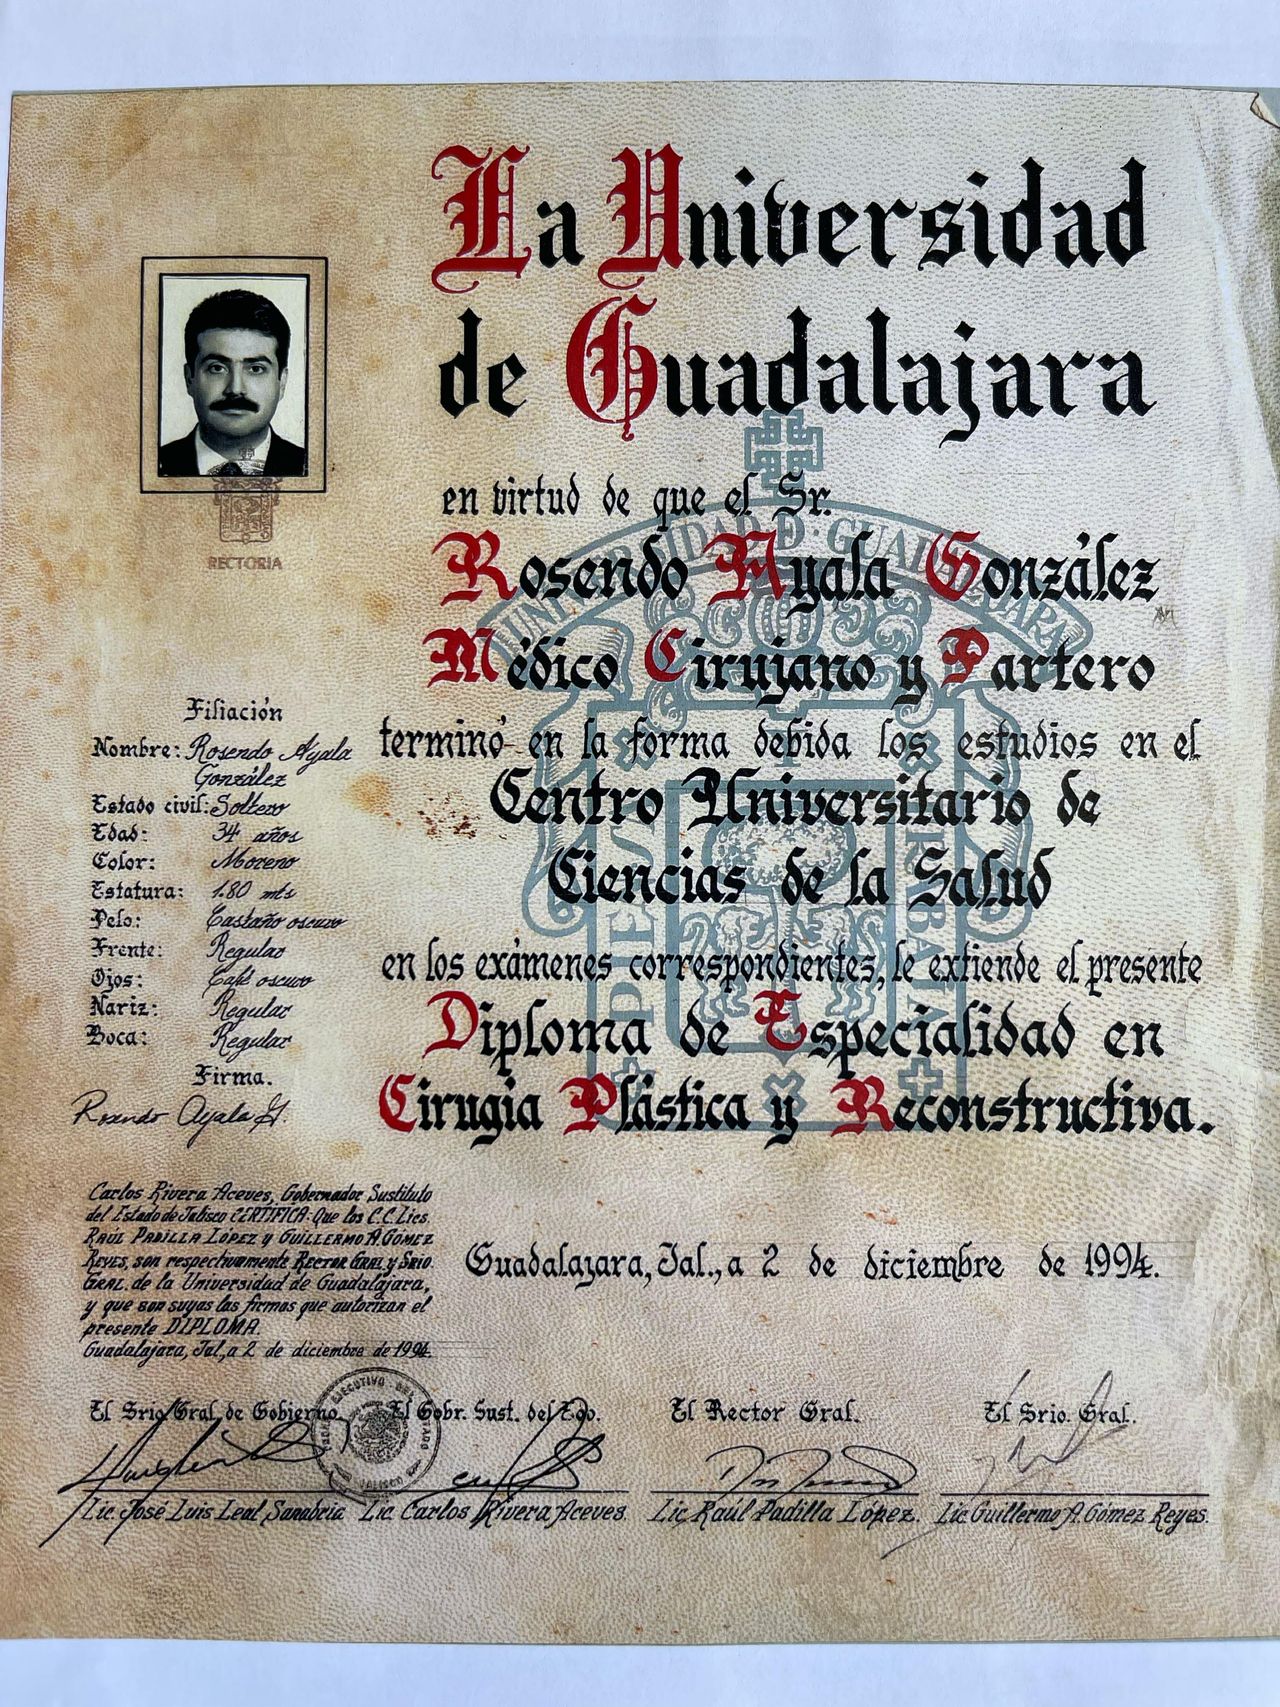 La Universidad
de Guadalajara
en virtud de que el Sr.
Rosendo Ayala González
Médico Cirujano y Partero
terminó en la forma debida los estudios en el
Centro Universitario de
Ciencias de la Salud
en los exámenes correspondientes, le extiende el presente
Diploma de Especialidad en
Cirugía Plástica y Reconstructiva.
Guadalajara, Jal., a 2 de diciembre de 1994.
RECTORIA
UNIVERSIDAD D. GUADALAXARA
Filiación
Nombre: Rosendo Ayala
González
Estado civil: Soltero
Edad: 34 años
Color: Moreno
Estatura: 1.80 mts
Pelo: Castaño oscuro
Frente: Regular
Ojos: Café oscuro
Nariz: Regular
Boca: Regular
Firma.
Rosendo Ayala G.
Carlos Rivera Aceves, Gobernador Sustituto
del Estado de Jalisco CERTIFICA: Que los C.C. Lics.
RAÚL PADILLA LÓPEZ y GUILLERMO A. GÓMEZ
REYES, son respectivamente RECTOR GRAL y SRIO.
GRAL. de la Universidad de Guadalajara,
y que son suyas las firmas que autorizan el
presente DIPLOMA.
Guadalajara, Jal., a 2 de diciembre de 1994.
El Srio. Gral. de Gobierno. El Gobr. Sust. del Edo. El Rector Gral. El Srio. Gral.
PODER EJECUTIVO DEL ESTADO
JALISCO
Lic. José Luis Leal Sanabria Lic. Carlos Rivera Aceves. Lic. Raúl Padilla López. Lic. Guillermo A. Gómez Reyes.